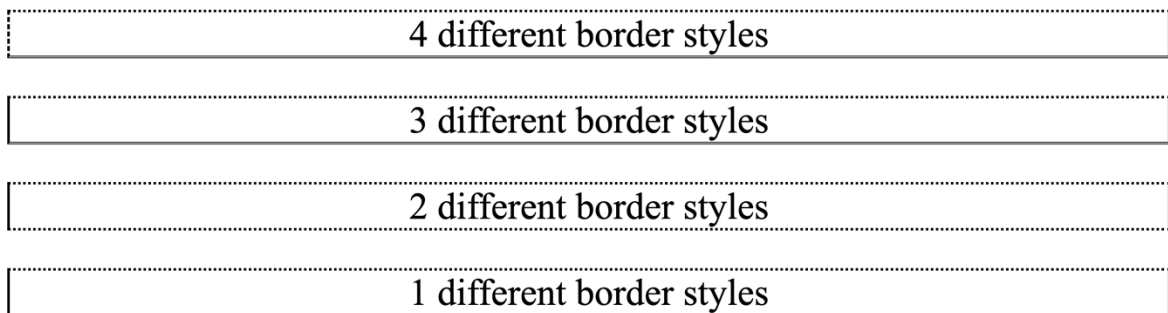 4 different border styles
3 different border styles
2 different border styles
1 different border styles